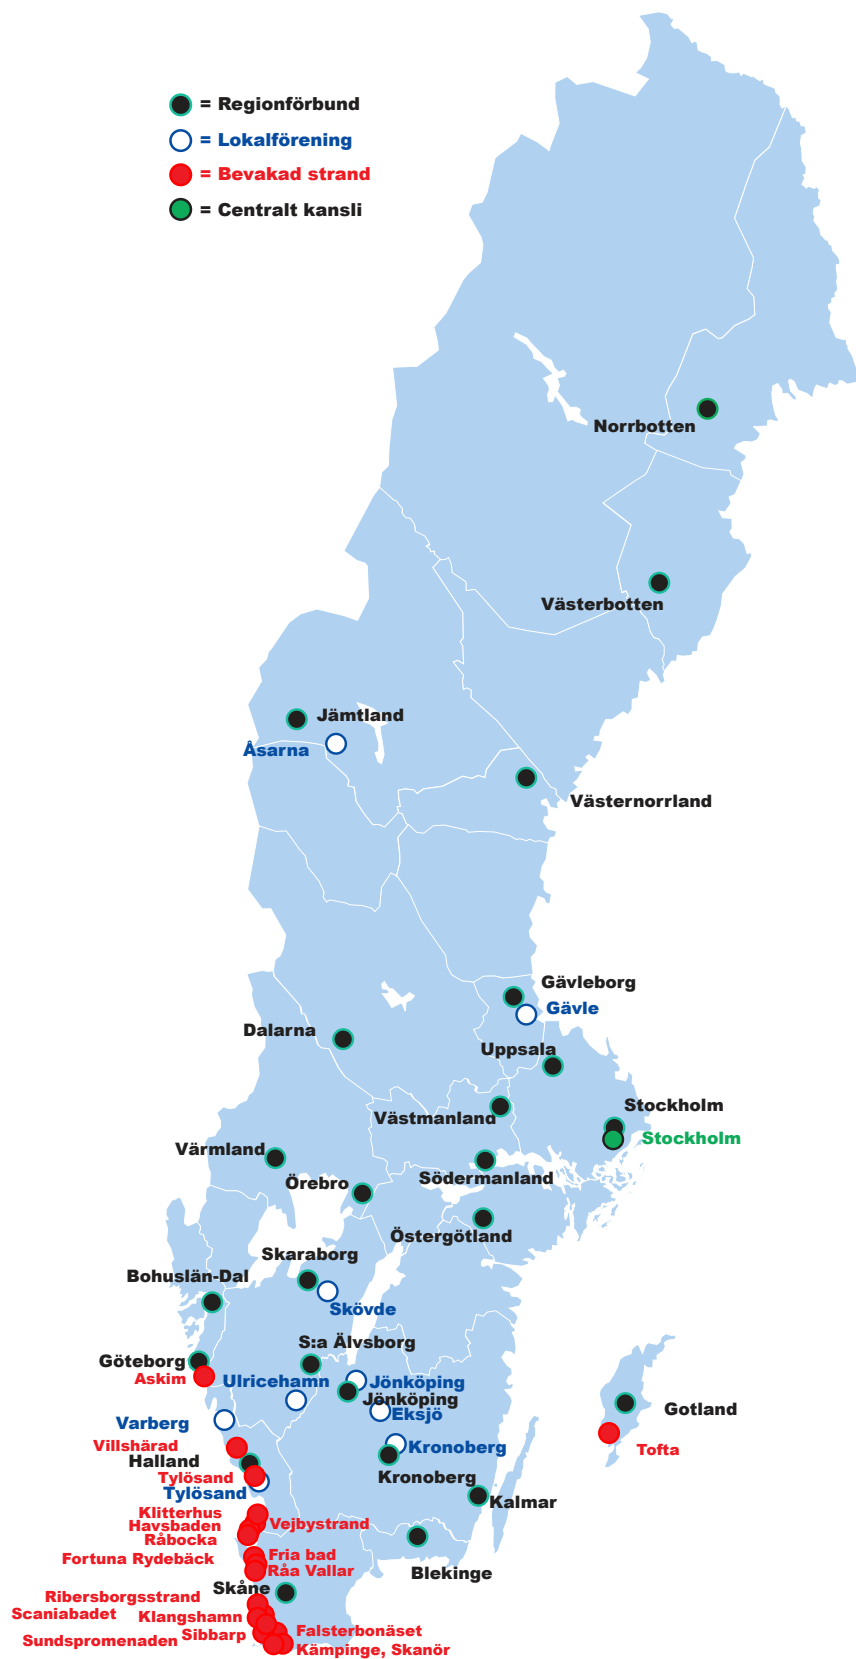 = Regionförbund
= Lokalförening
= Bevakad strand
= Centralt kansli
Norrbotten
Västerbotten
Jämtland
Åsarna
Västernorrland
Gävleborg
Gävle
Dalarna
Uppsala
Stockholm
Västmanland
Stockholm
Värmland
Södermanland
Örebro
Östergötland
Skaraborg
Bohuslän-Dal
Skövde
S:a Älvsborg
Göteborg
Askim
Ulricehamn
Jönköping
Jönköping
Eksjö
Gotland
Varberg
Villshärad
Kronoberg
Tofta
Halland
Tylösand
Kronoberg
Tylösand
Kalmar
Klitterhus
Havsbaden
Vejbystrand
Råbocka
Fortuna Rydebäck
Fria bad
Råa Vallar
Blekinge
Skåne
Ribersborgsstrand
Scaniabadet
Klangshamn
Sundspromenaden
Sibbarp
Falsterbonäset
Kämpinge, Skanör